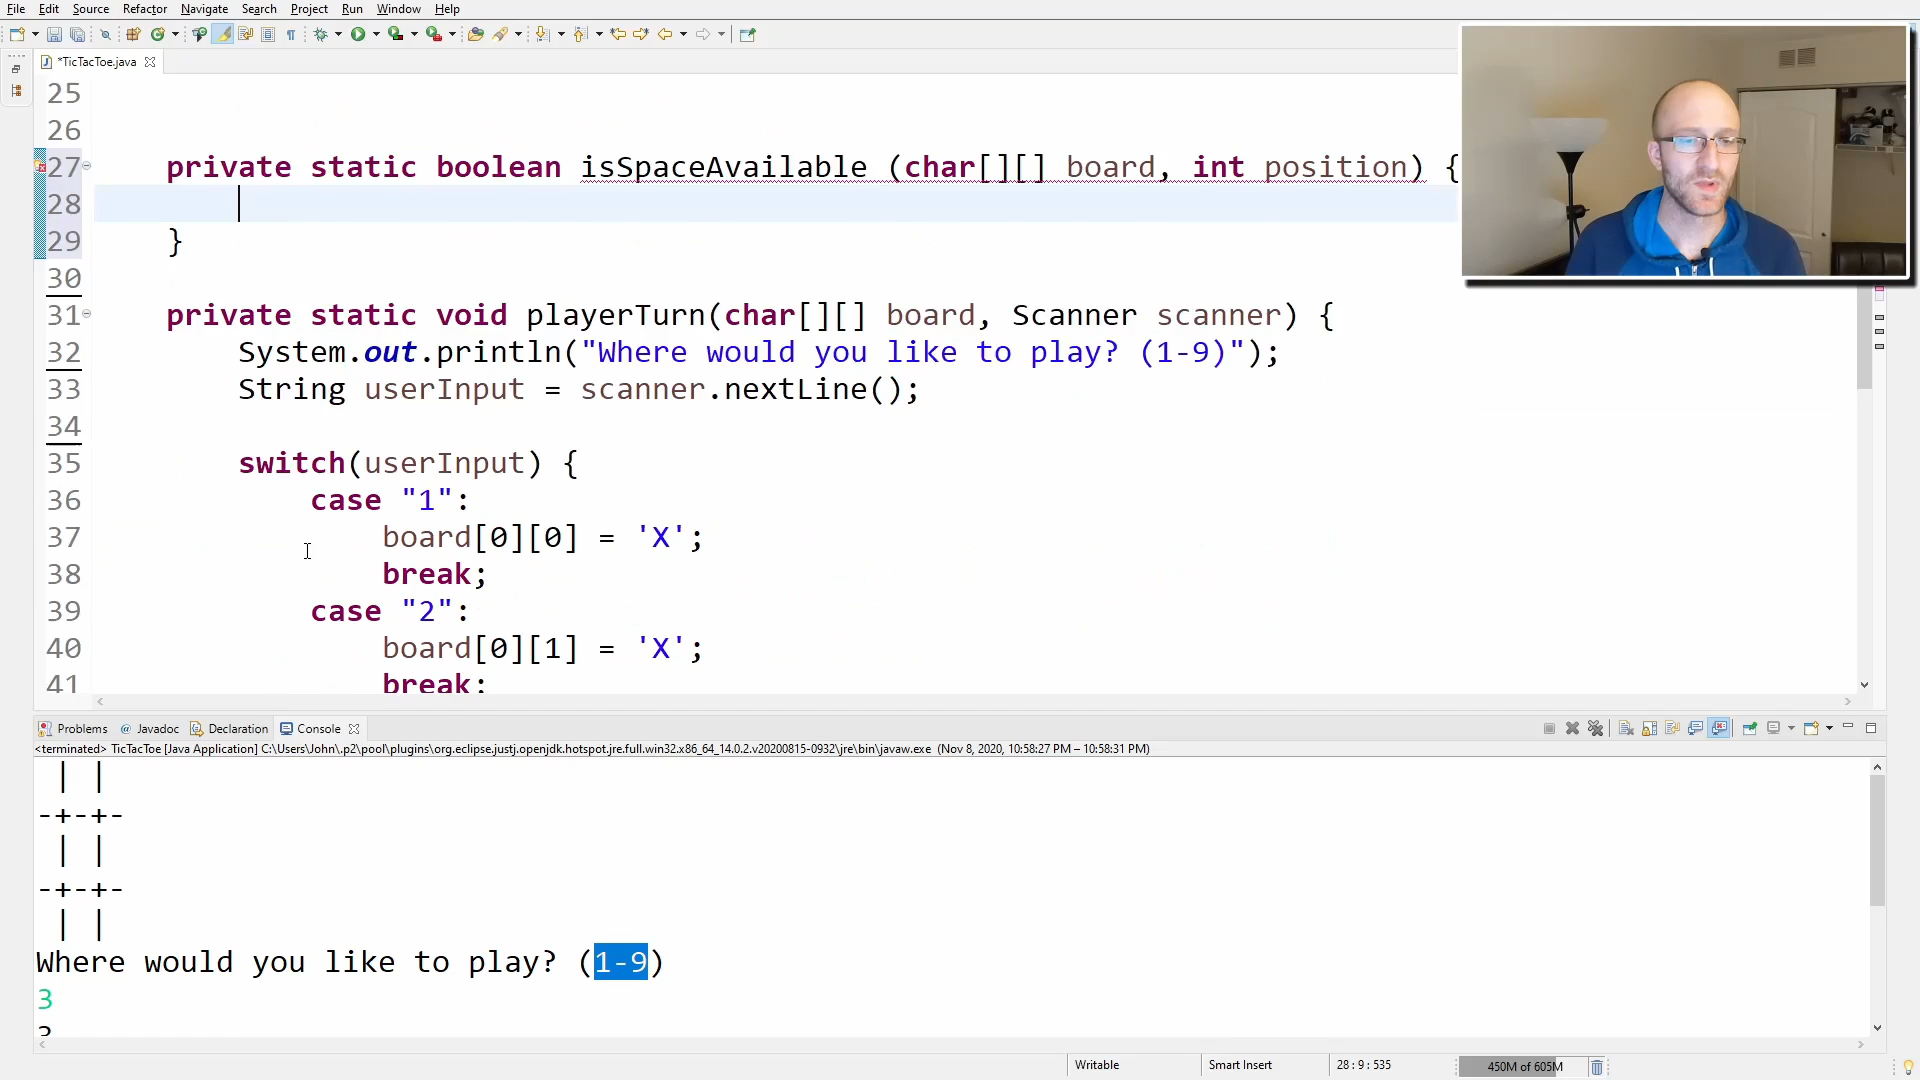 File Edit Source Refactor Navigate Search Project Run Window Help
*TicTacToe.java
25
26
27 private static boolean isSpaceAvailable (char[][] board, int position) {
28
29 }
30
31 private static void playerTurn(char[][] board, Scanner scanner) {
32 System.out.println("Where would you like to play? (1-9)");
33 String userInput = scanner.nextLine();
34
35 switch(userInput) {
36 case "1":
37 board[0][0] = 'X';
38 break;
39 case "2":
40 board[0][1] = 'X';
41 break;
Problems @ Javadoc Declaration Console
<terminated> TicTacToe [Java Application] C:\Users\John\.p2\pool\plugins\org.eclipse.justj.openjdk.hotspot.jre.full.win32.x86_64_14.0.2.v20200815-0932\jre\bin\javaw.exe (Nov 8, 2020, 10:58:27 PM – 10:58:31 PM)
| |
-+-+-
| |
-+-+-
| |
Where would you like to play? (1-9)
3
3
Writable Smart Insert 28 : 9 : 535 450M of 605M